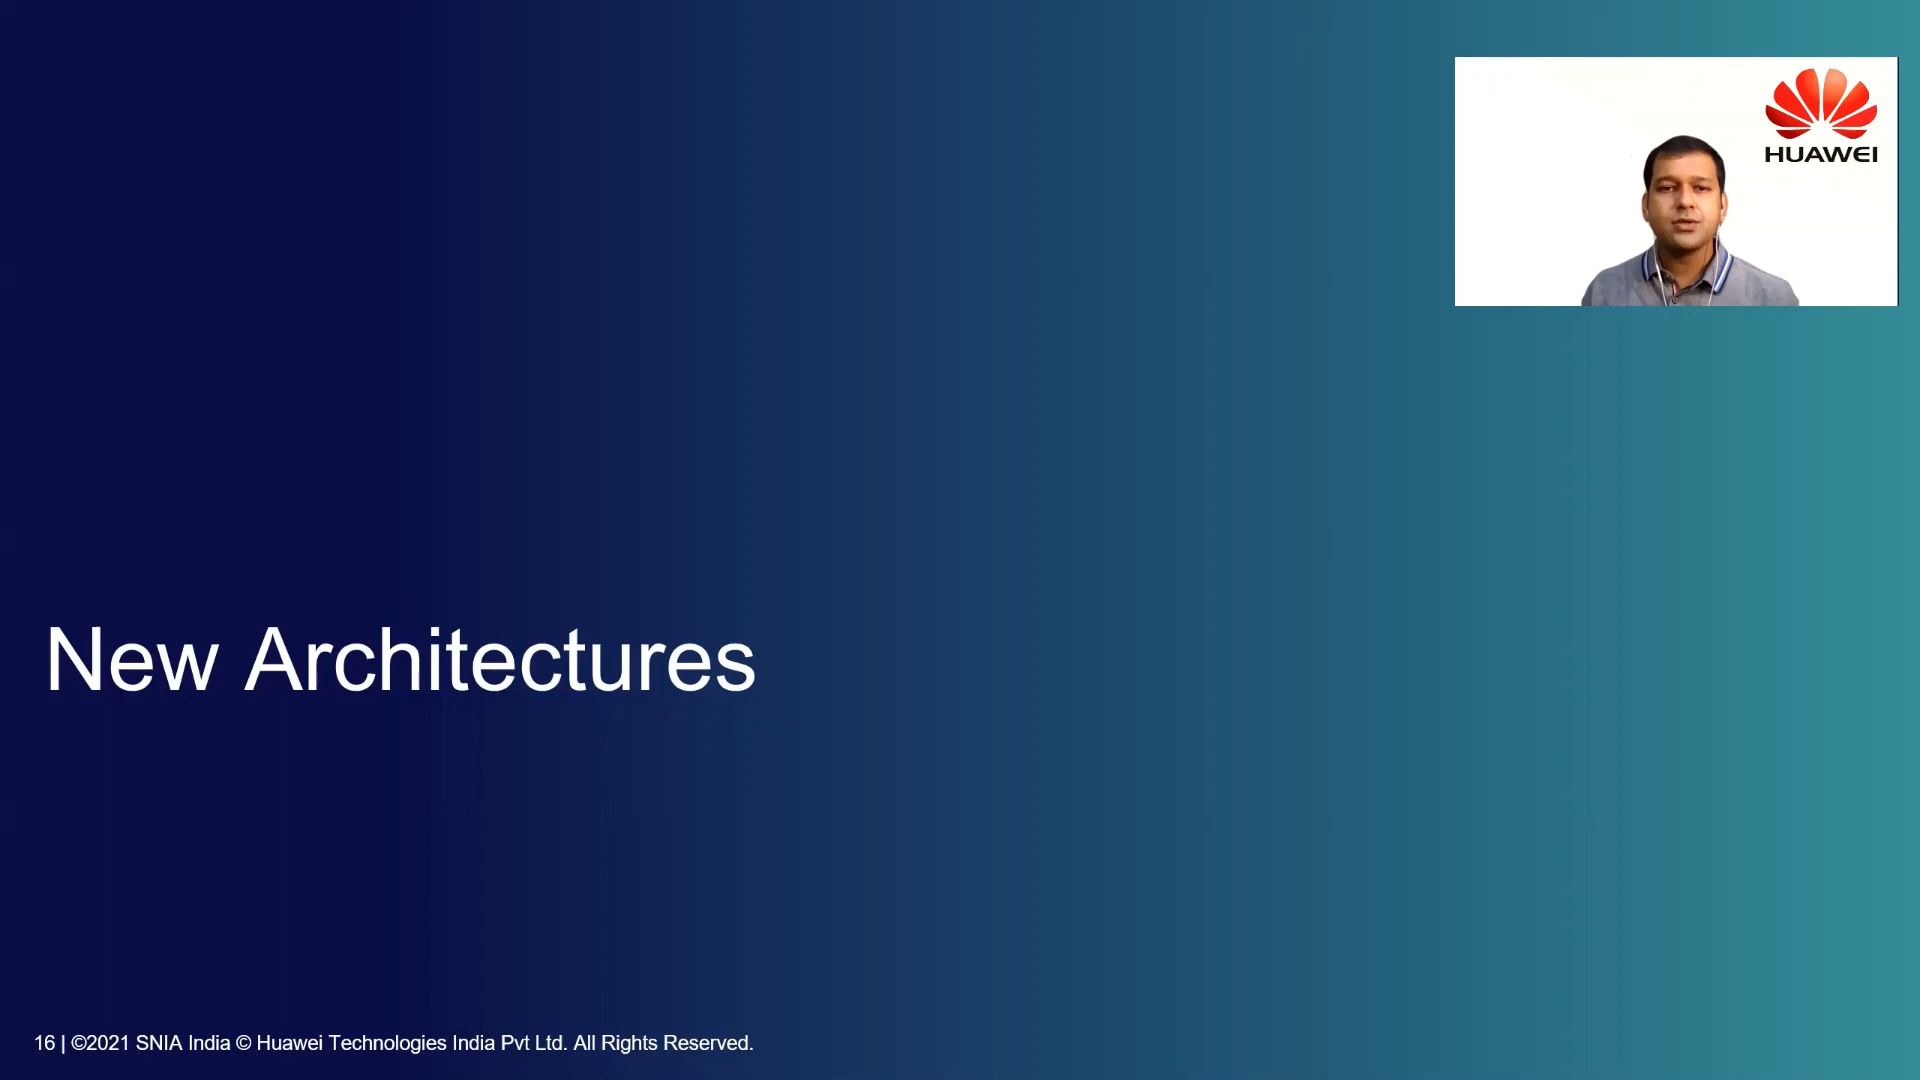 HUAWEI
New Architectures
16 | ©2021 SNIA India © Huawei Technologies India Pvt Ltd. All Rights Reserved.